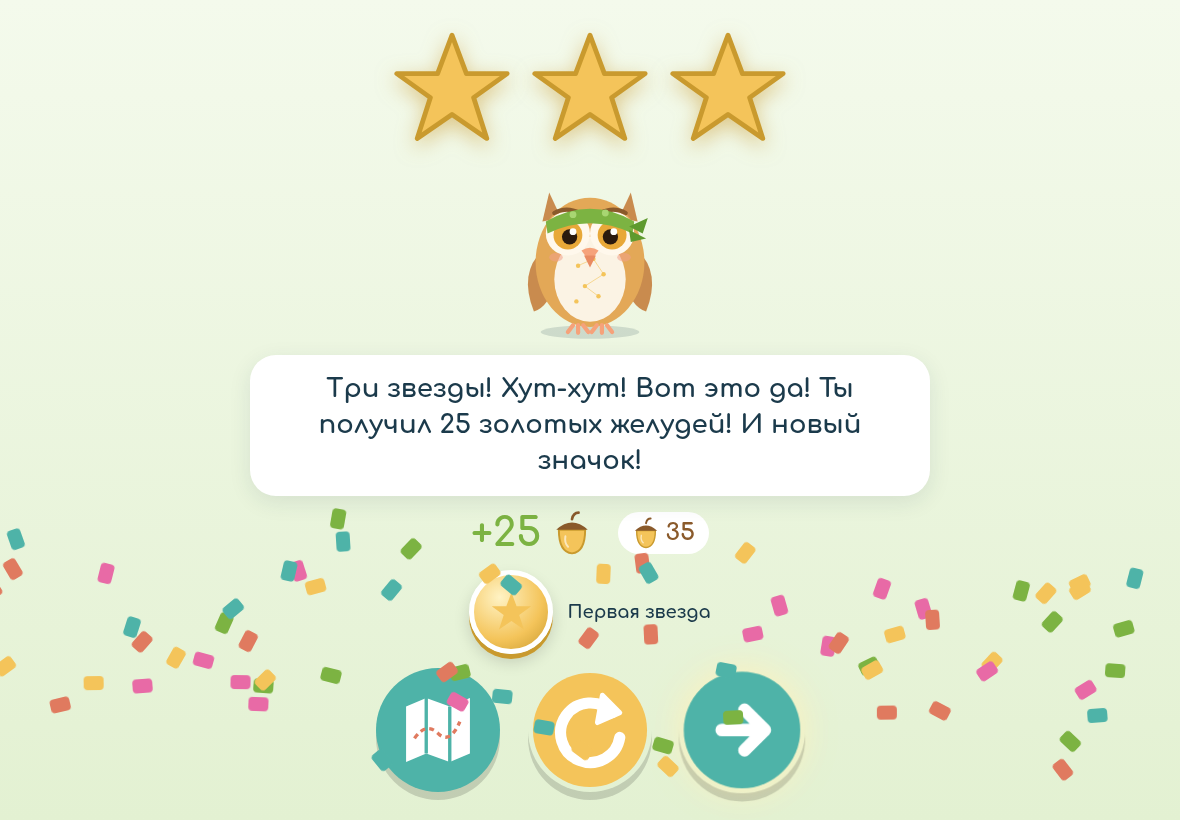 Три звезды! Хут-хут! Вот это да! Ты
получил 25 золотых желудей! И новый
значок!
+25
35
Первая звезда